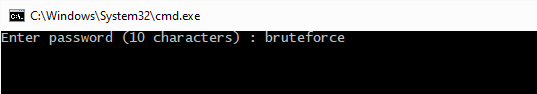 C:\Windows\System32\cmd.exe
Enter password (10 characters) : bruteforce